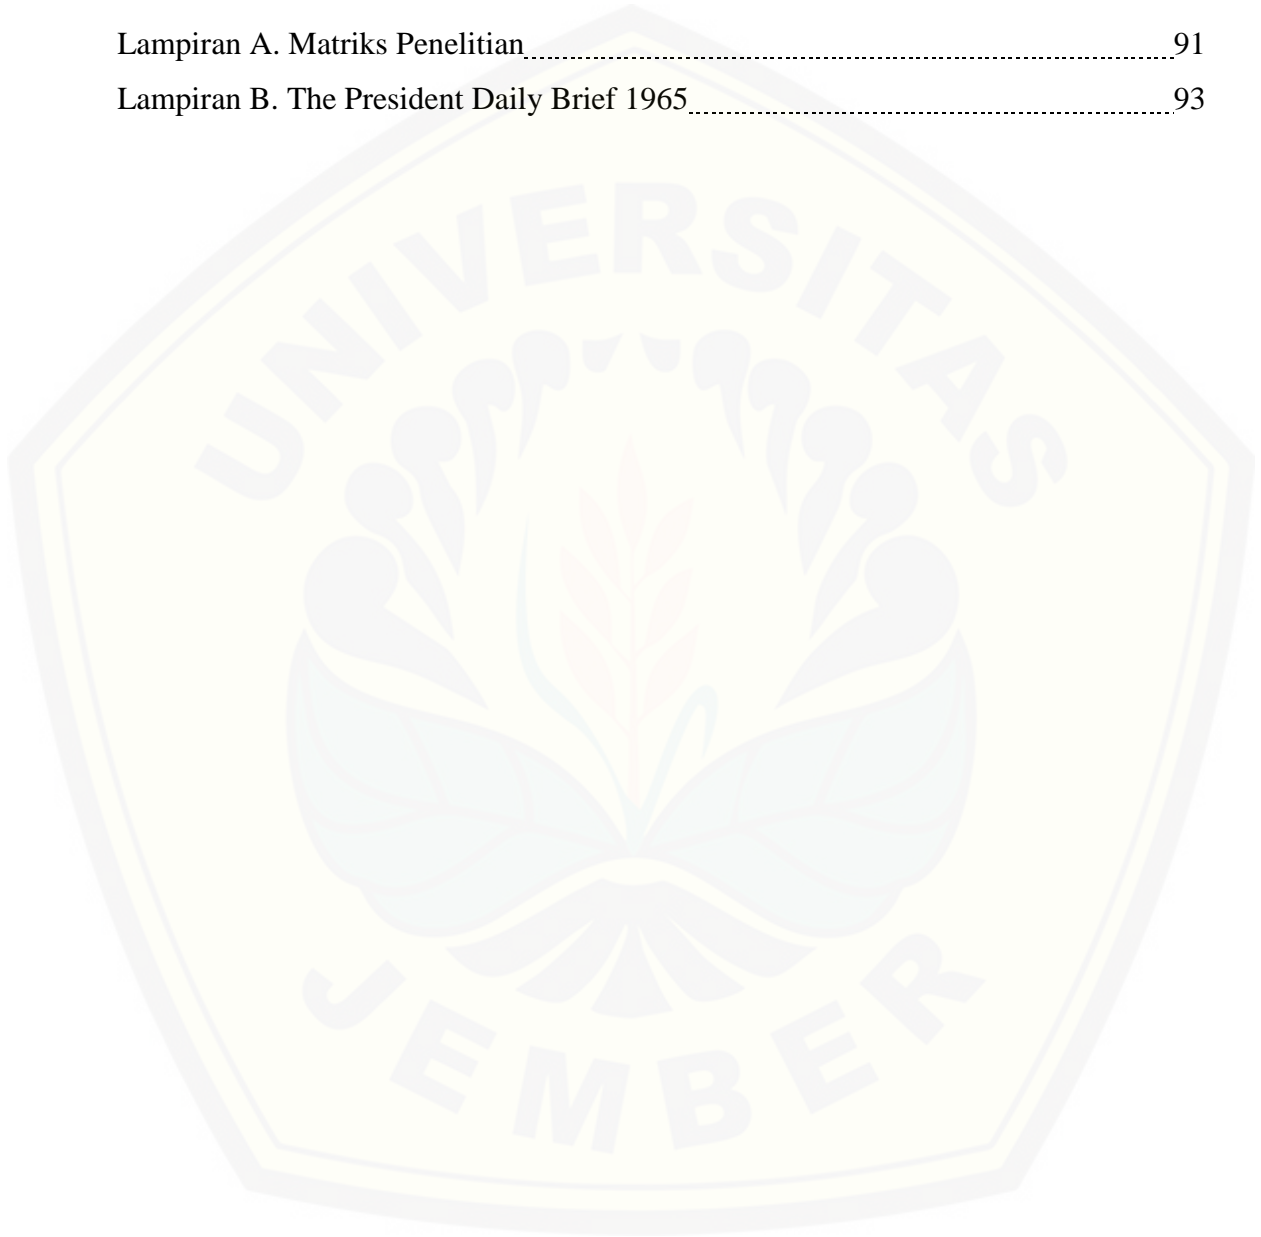 Lampiran A. Matriks Penelitian 91
Lampiran B. The President Daily Brief 1965 93
UNIVERSITAS
JEMBER